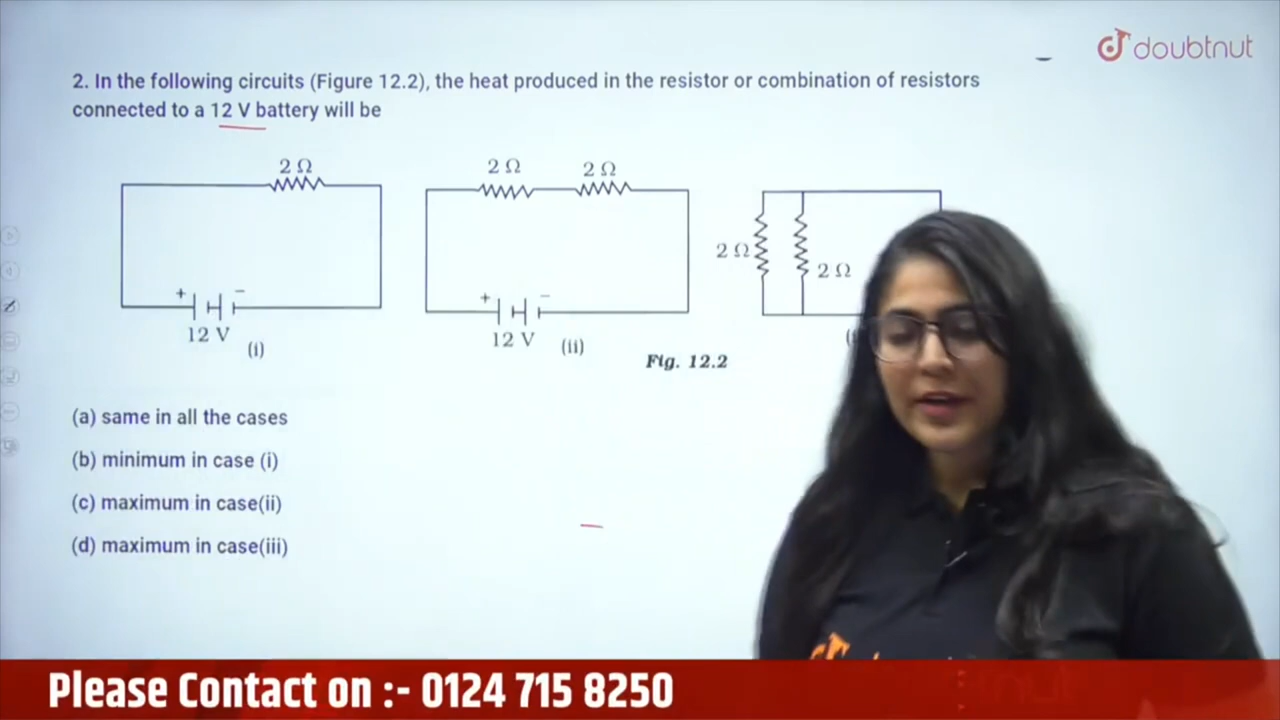 doubtnut
2. In the following circuits (Figure 12.2), the heat produced in the resistor or combination of resistors
connected to a 12 V battery will be
2 Ω
+ −
12 V
(i)
2 Ω 2 Ω
+ −
12 V
(ii)
2 Ω
2 Ω
Fig. 12.2
(a) same in all the cases
(b) minimum in case (i)
(c) maximum in case(ii)
(d) maximum in case(iii)
Please Contact on :- 0124 715 8250